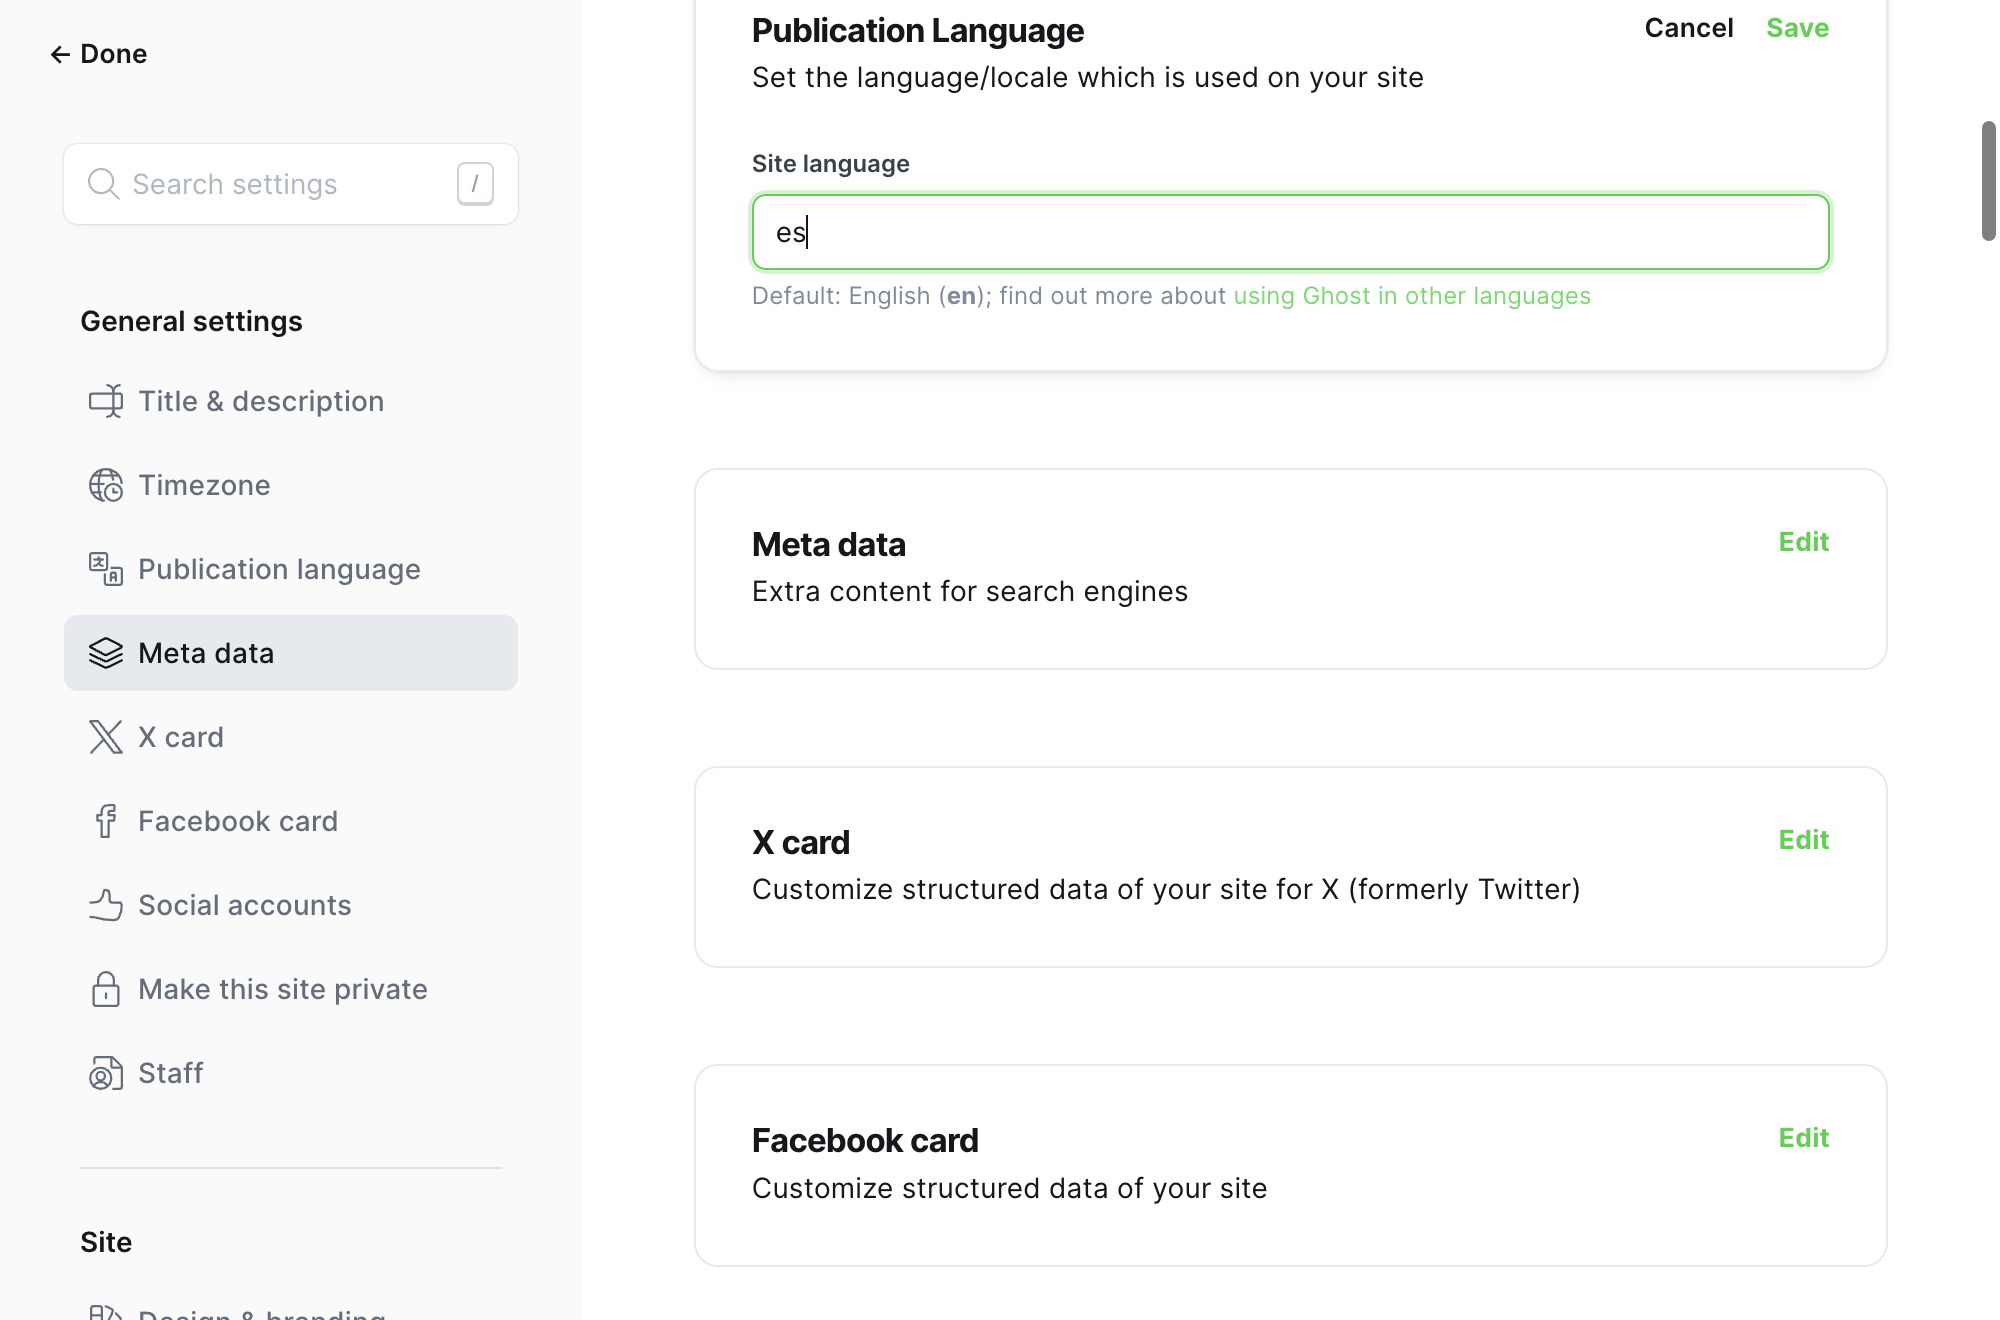 ← Done
Search settings /
General settings
Title & description
Timezone
Publication language
Meta data
X card
Facebook card
Social accounts
Make this site private
Staff
Site
Design & branding
Publication Language
Cancel Save
Set the language/locale which is used on your site
Site language
es
Default: English (en); find out more about using Ghost in other languages
Meta data
Edit
Extra content for search engines
X card
Edit
Customize structured data of your site for X (formerly Twitter)
Facebook card
Edit
Customize structured data of your site